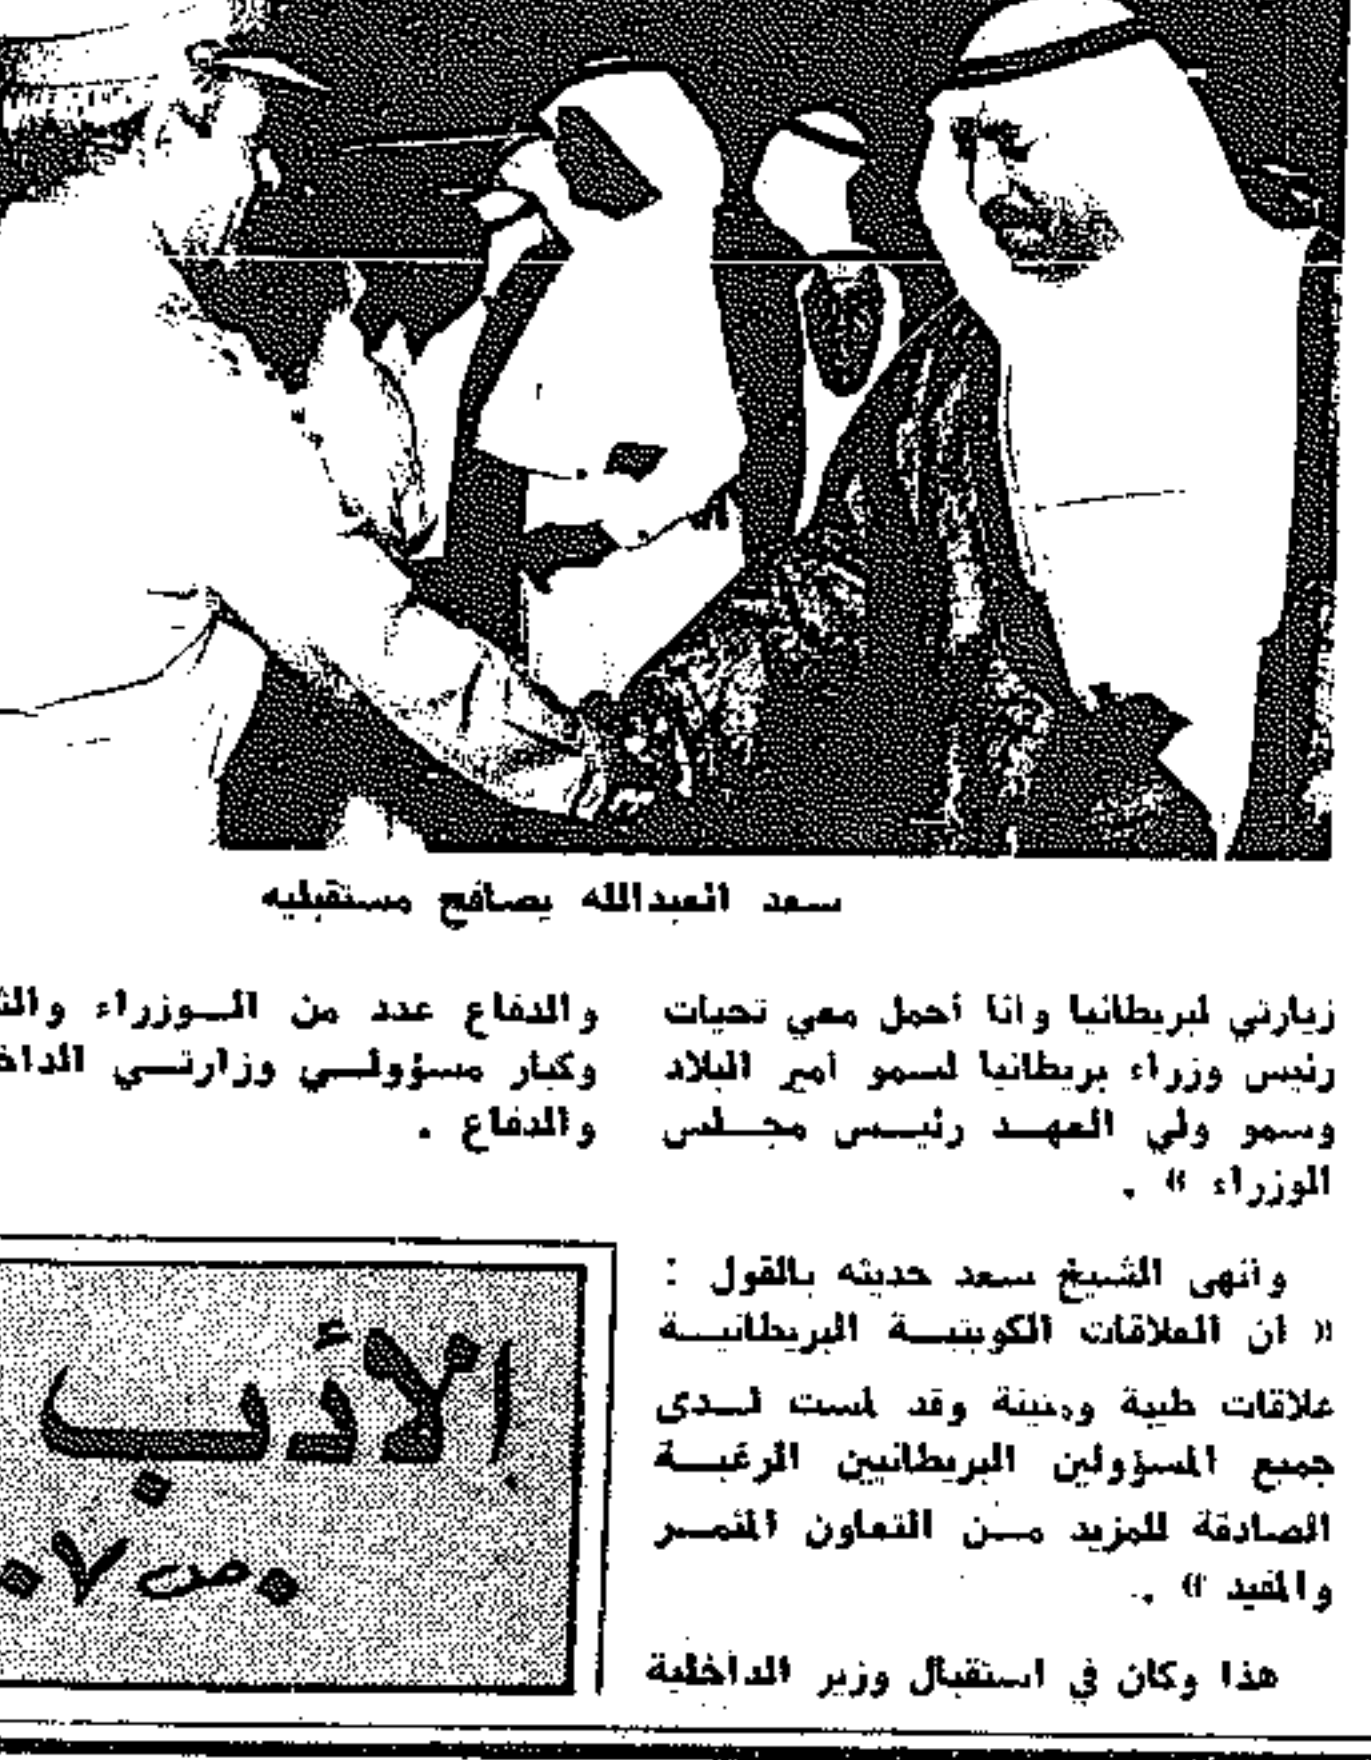 سعد العبدالله يصافح مستقبليه
زيارتي لبريطانيا وأنا أحمل معي تحيات
رئيس وزراء بريطانيا لسمو أمير البلاد
وسمو ولي العهد رئيس مجلس
الوزراء » .
وانهى الشيخ سعد حديثه بالقول :
« ان العلاقات الكويتية البريطانية
علاقات طيبة ومتينة وقد لمست لدى
جميع المسؤولين البريطانيين الرغبة
الصادقة للمزيد من التعاون المثمر
والمفيد » .
هذا وكان في استقبال وزير الداخلية
والدفاع عدد من الوزراء
وكبار مسؤولي وزارتي
والدفاع .
الأدب
ص ٧